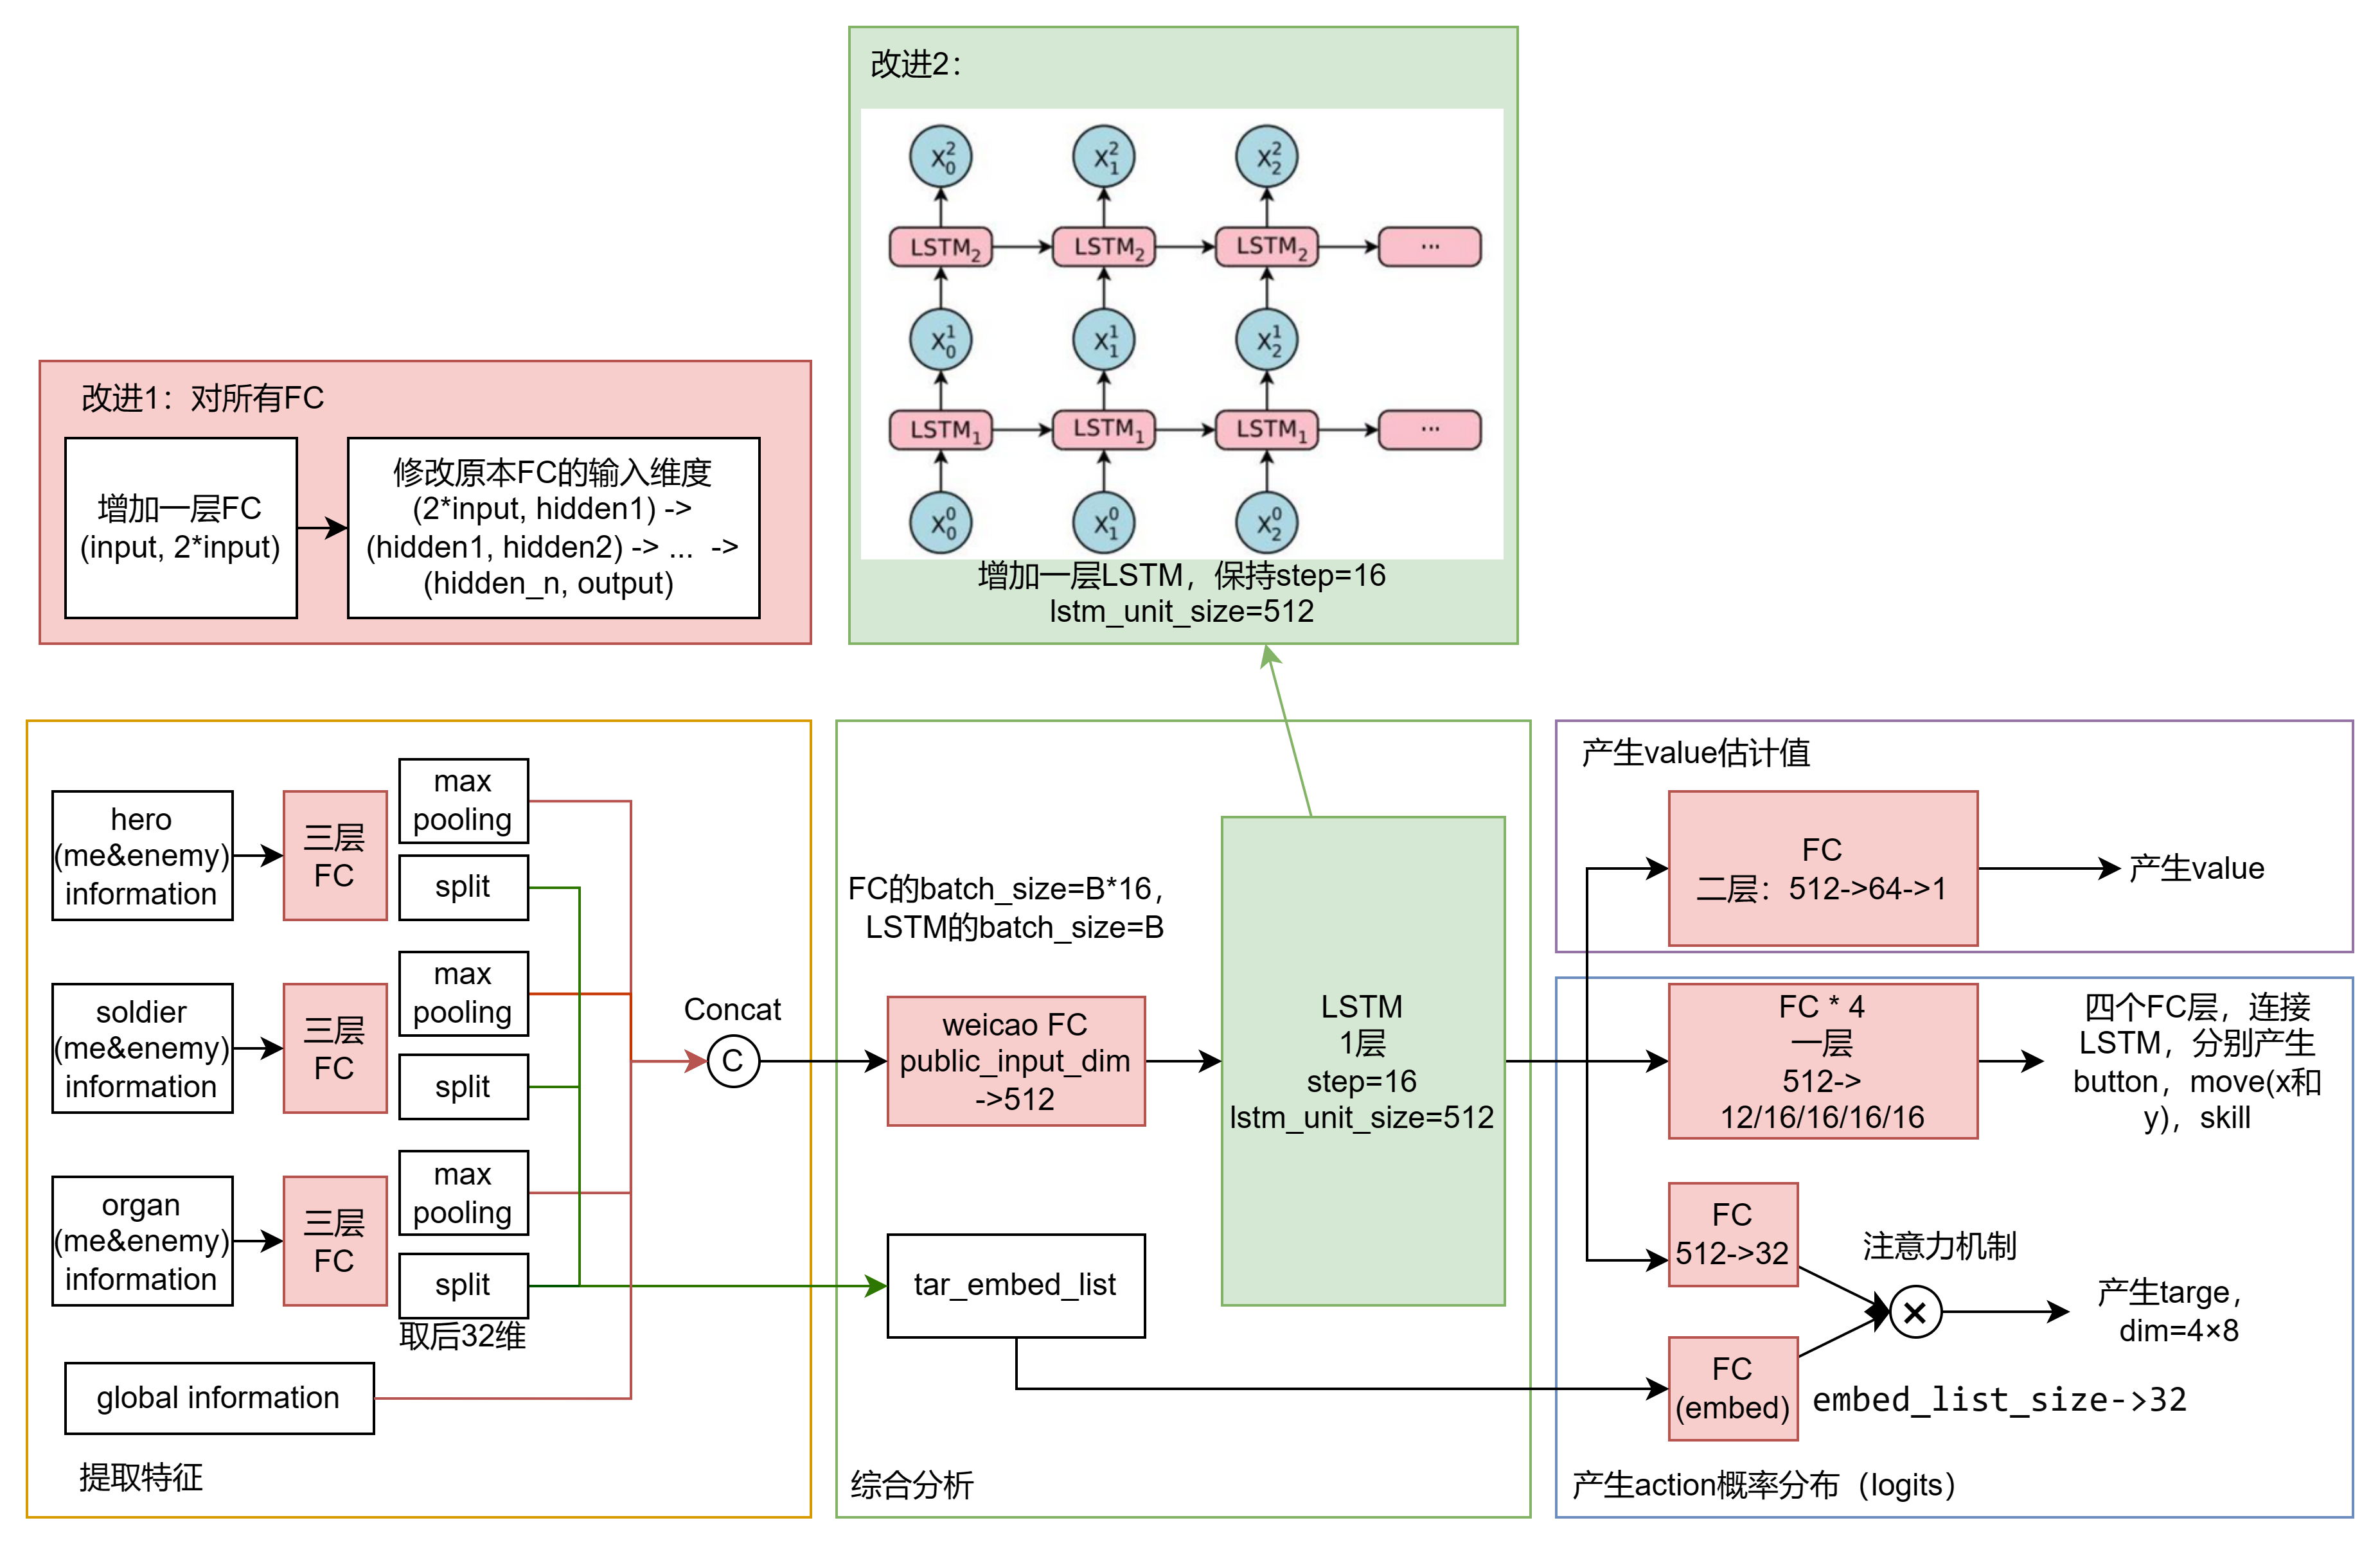 改进2：
X₀²
X₁²
X₂²
LSTM₂
LSTM₂
LSTM₂
...
X₀¹
X₁¹
X₂¹
LSTM₁
LSTM₁
LSTM₁
...
X₀⁰
X₁⁰
X₂⁰
增加一层LSTM，保持step=16
lstm_unit_size=512
改进1：对所有FC
增加一层FC
(input, 2*input)
修改原本FC的输入维度
(2*input, hidden1) ->
(hidden1, hidden2) -> ... ->
(hidden_n, output)
hero
(me&enemy)
information
三层
FC
max
pooling
split
soldier
(me&enemy)
information
三层
FC
max
pooling
split
organ
(me&enemy)
information
三层
FC
max
pooling
split
取后32维
global information
Concat
C
提取特征
FC的batch_size=B*16，
LSTM的batch_size=B
weicao FC
public_input_dim
->512
LSTM
1层
step=16
lstm_unit_size=512
tar_embed_list
综合分析
产生value估计值
FC
二层：512->64->1
产生value
FC * 4
一层
512->
12/16/16/16/16
四个FC层，连接
LSTM，分别产生
button，move(x和
y)，skill
FC
512->32
注意力机制
×
产生targe，
dim=4×8
FC
(embed)
embed_list_size->32
产生action概率分布（logits）